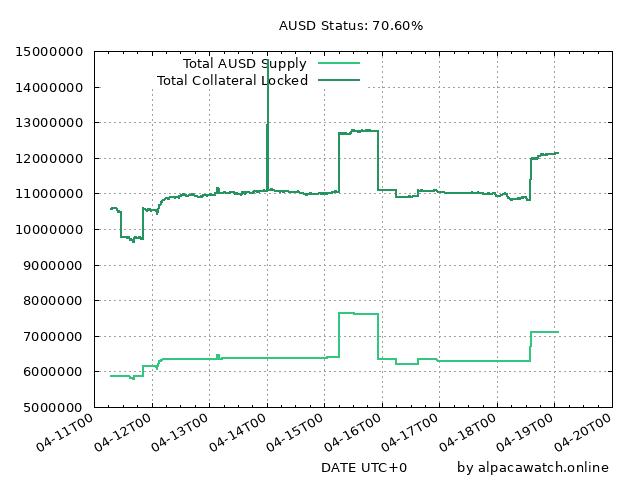 AUSD Status: 70.60%
Total AUSD Supply
Total Collateral Locked
15000000
14000000
13000000
12000000
11000000
10000000
9000000
8000000
7000000
6000000
5000000
04-11T00
04-12T00
04-13T00
04-14T00
04-15T00
04-16T00
04-17T00
04-18T00
04-19T00
04-20T00
DATE UTC+0
by alpacawatch.online